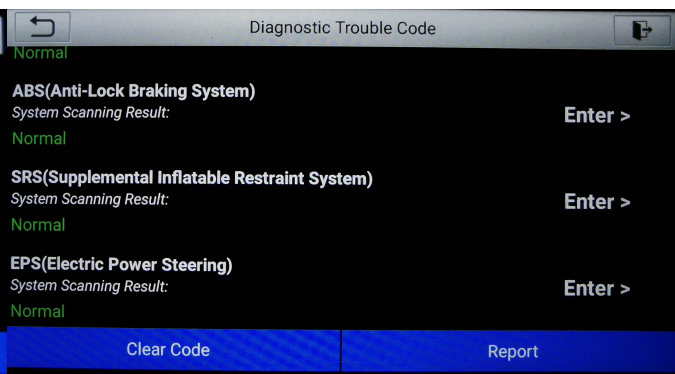 Diagnostic Trouble Code
Normal
ABS(Anti-Lock Braking System)
System Scanning Result:
Enter >
Normal
SRS(Supplemental Inflatable Restraint System)
System Scanning Result:
Enter >
Normal
EPS(Electric Power Steering)
System Scanning Result:
Enter >
Normal
Clear Code
Report